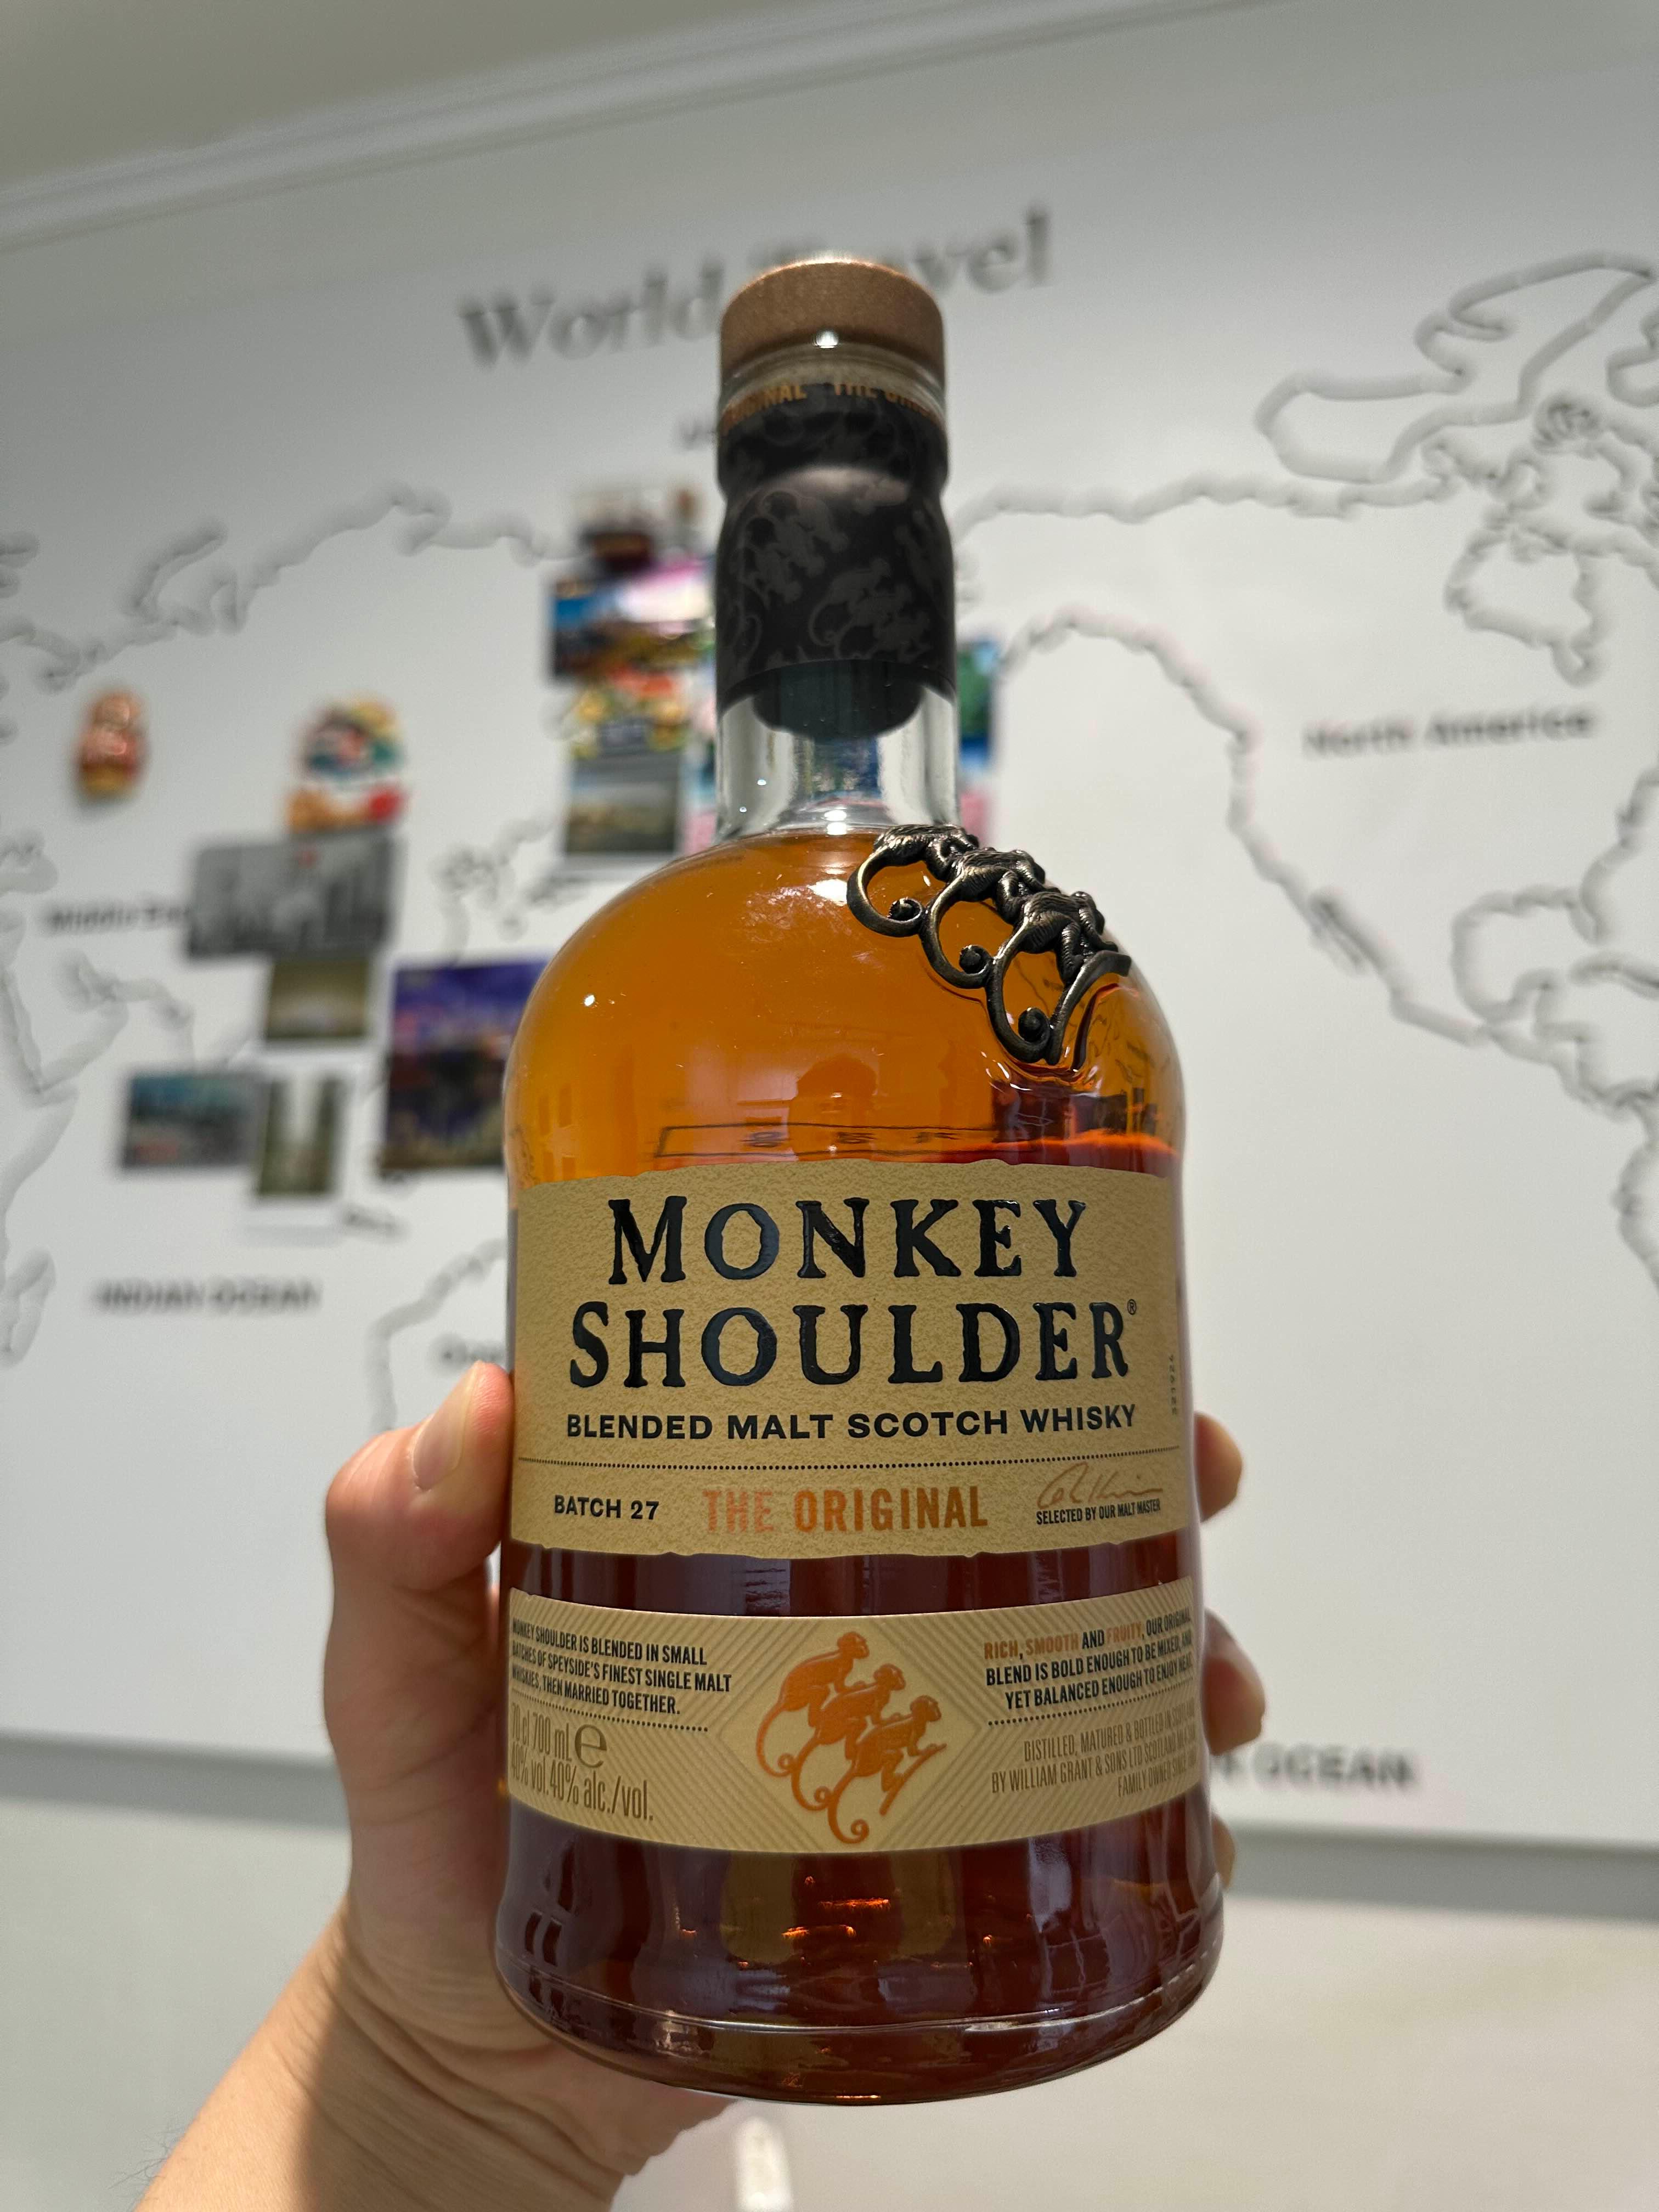 World Travel
THE
North America
INDIAN OCEAN
MONKEY
SHOULDER®
BLENDED MALT SCOTCH WHISKY
BATCH 27
THE ORIGINAL
SELECTED BY OUR MALT MASTER
MONKEY SHOULDER IS BLENDED IN SMALL
BATCHES OF SPEYSIDE'S FINEST SINGLE MALT
WHISKIES, THEN MARRIED TOGETHER.
700 mL e
40% vol. 40% alc./vol.
RICH, SMOOTH AND FRUITY, OUR ORIGINAL
BLEND IS BOLD ENOUGH TO BE MIXED, AND
YET BALANCED ENOUGH TO ENJOY NEAT.
DISTILLED, MATURED & BOTTLED IN
BY WILLIAM GRANT & SONS LTD
FAMILY OWNED
OCEAN